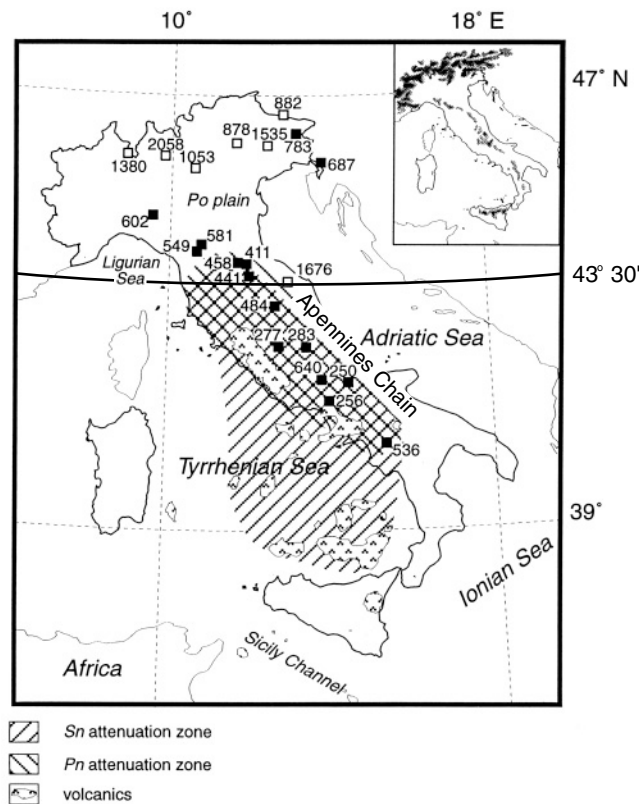 10˚
18˚ E
47˚ N
882
878
1535
783
2058
1380
1053
687
Po plain
602
581
549
411
458
1676
Ligurian
Sea
441
43˚ 30'
484
Apennines Chain
Adriatic Sea
277
283
640
250
256
536
Tyrrhenian Sea
39˚
Ionian Sea
Sicily Channel
Africa
Sn attenuation zone
Pn attenuation zone
volcanics